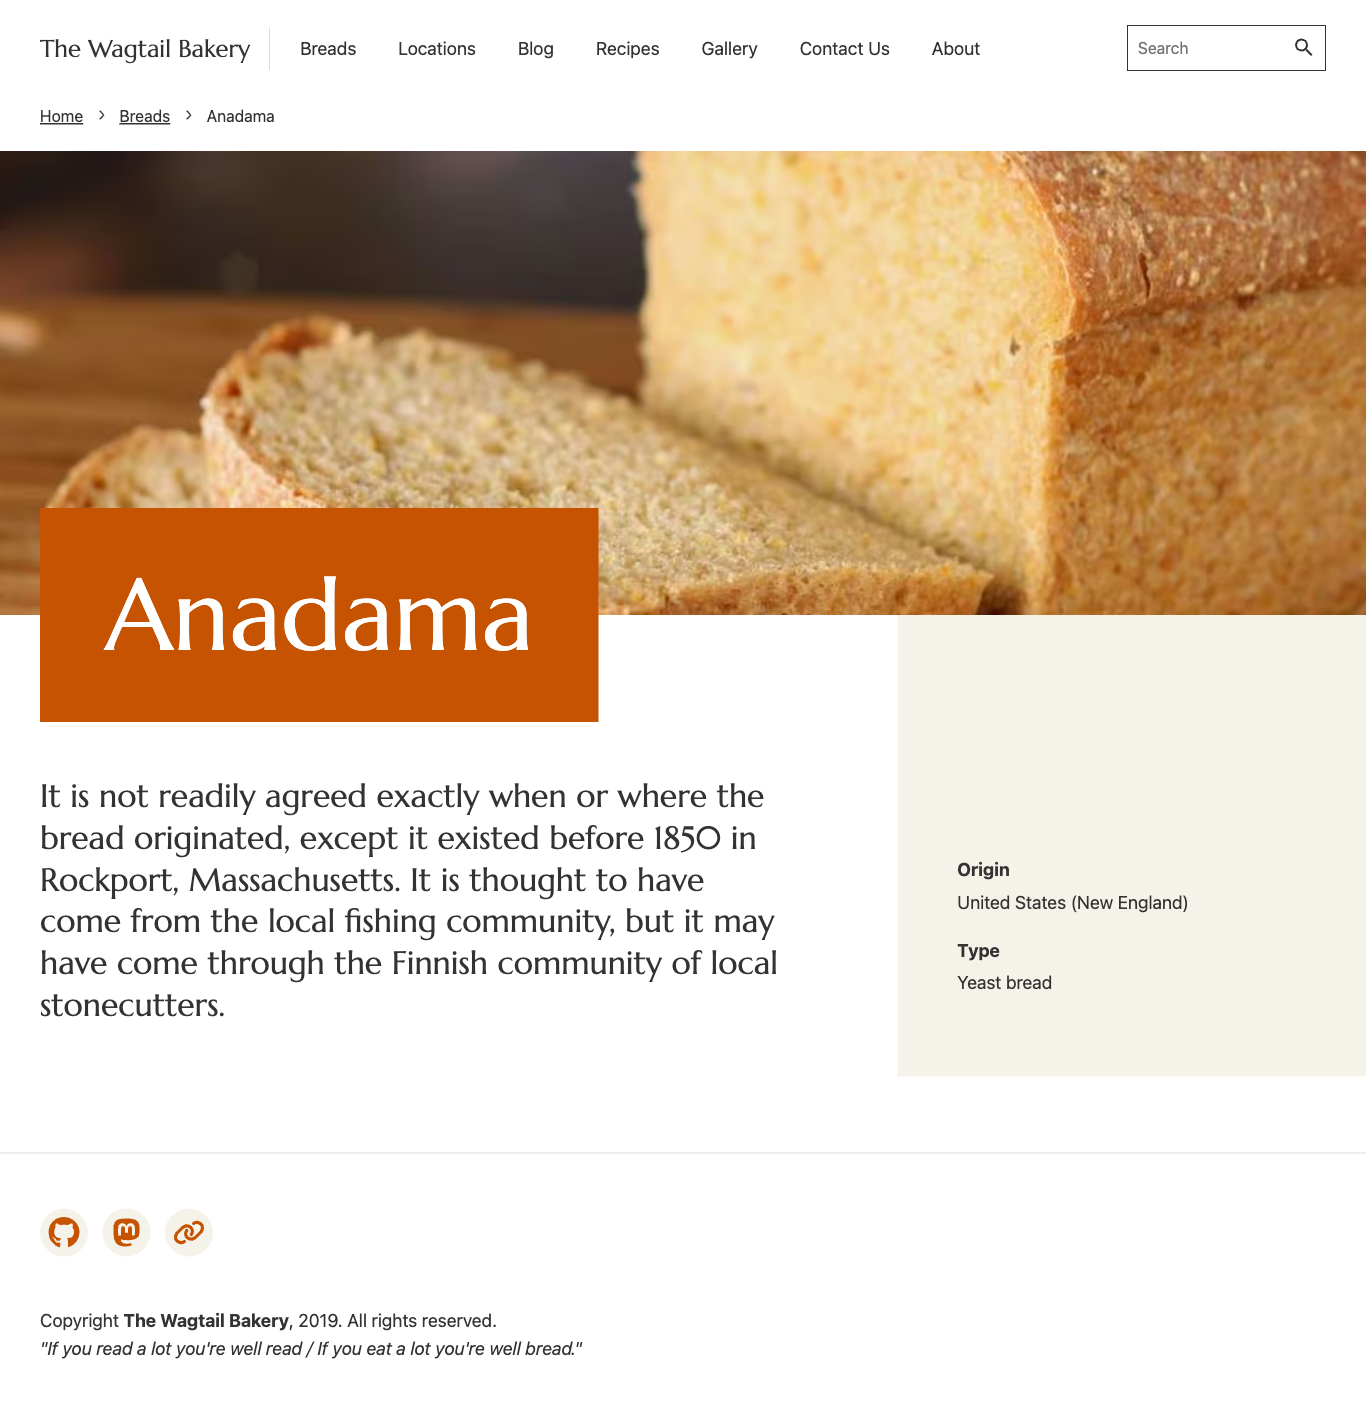 The Wagtail Bakery
Breads
Locations
Blog
Recipes
Gallery
Contact Us
About
Search
Home
Breads
Anadama
Anadama
It is not readily agreed exactly when or where the
bread originated, except it existed before 1850 in
Rockport, Massachusetts. It is thought to have
come from the local fishing community, but it may
have come through the Finnish community of local
stonecutters.
Origin
United States (New England)
Type
Yeast bread
Copyright The Wagtail Bakery, 2019. All rights reserved.
"If you read a lot you're well read / If you eat a lot you're well bread."